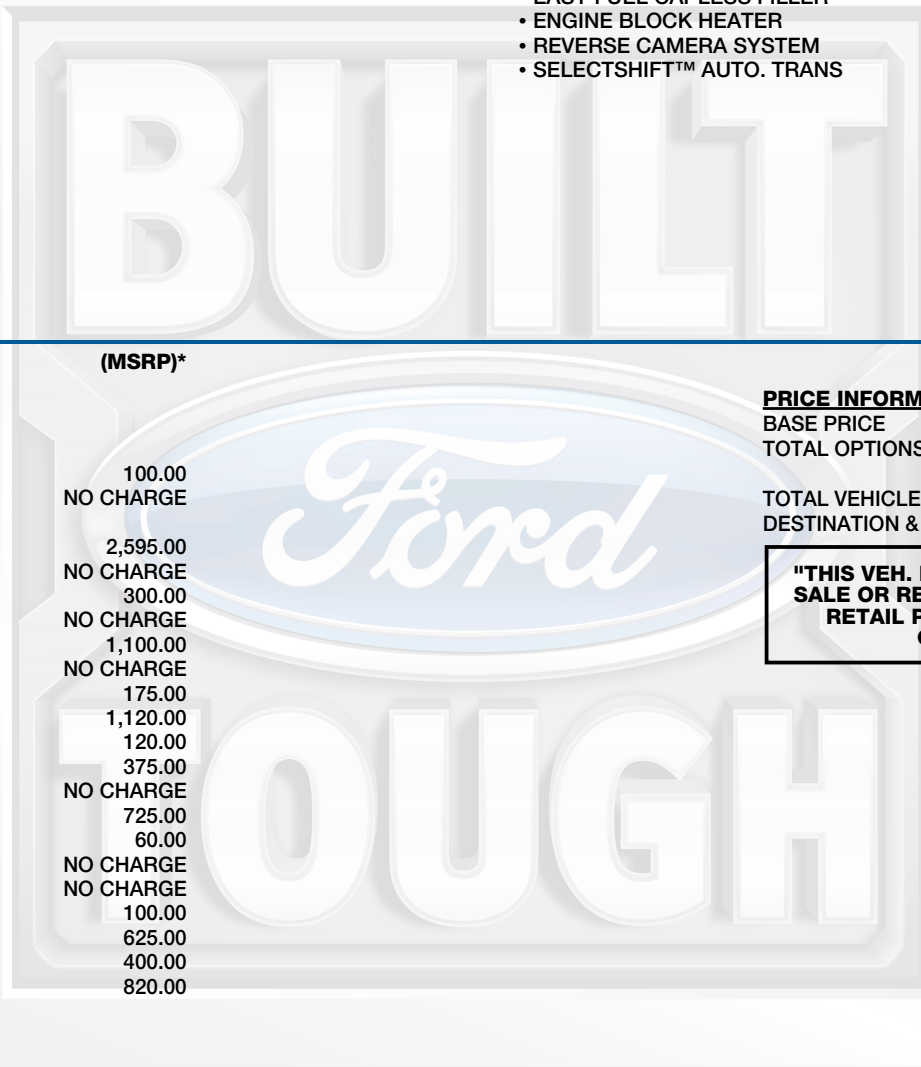 • ENGINE BLOCK HEATER
• REVERSE CAMERA SYSTEM
• SELECTSHIFT™ AUTO. TRANS
BUILT
Ford
TOUGH
(MSRP)*
100.00
NO CHARGE
2,595.00
NO CHARGE
300.00
NO CHARGE
1,100.00
NO CHARGE
175.00
1,120.00
120.00
375.00
NO CHARGE
725.00
60.00
NO CHARGE
NO CHARGE
100.00
625.00
400.00
820.00
PRICE INFORM
BASE PRICE
TOTAL OPTIONS
TOTAL VEHICLE
DESTINATION &
"THIS VEH.
SALE OR RE
RETAIL